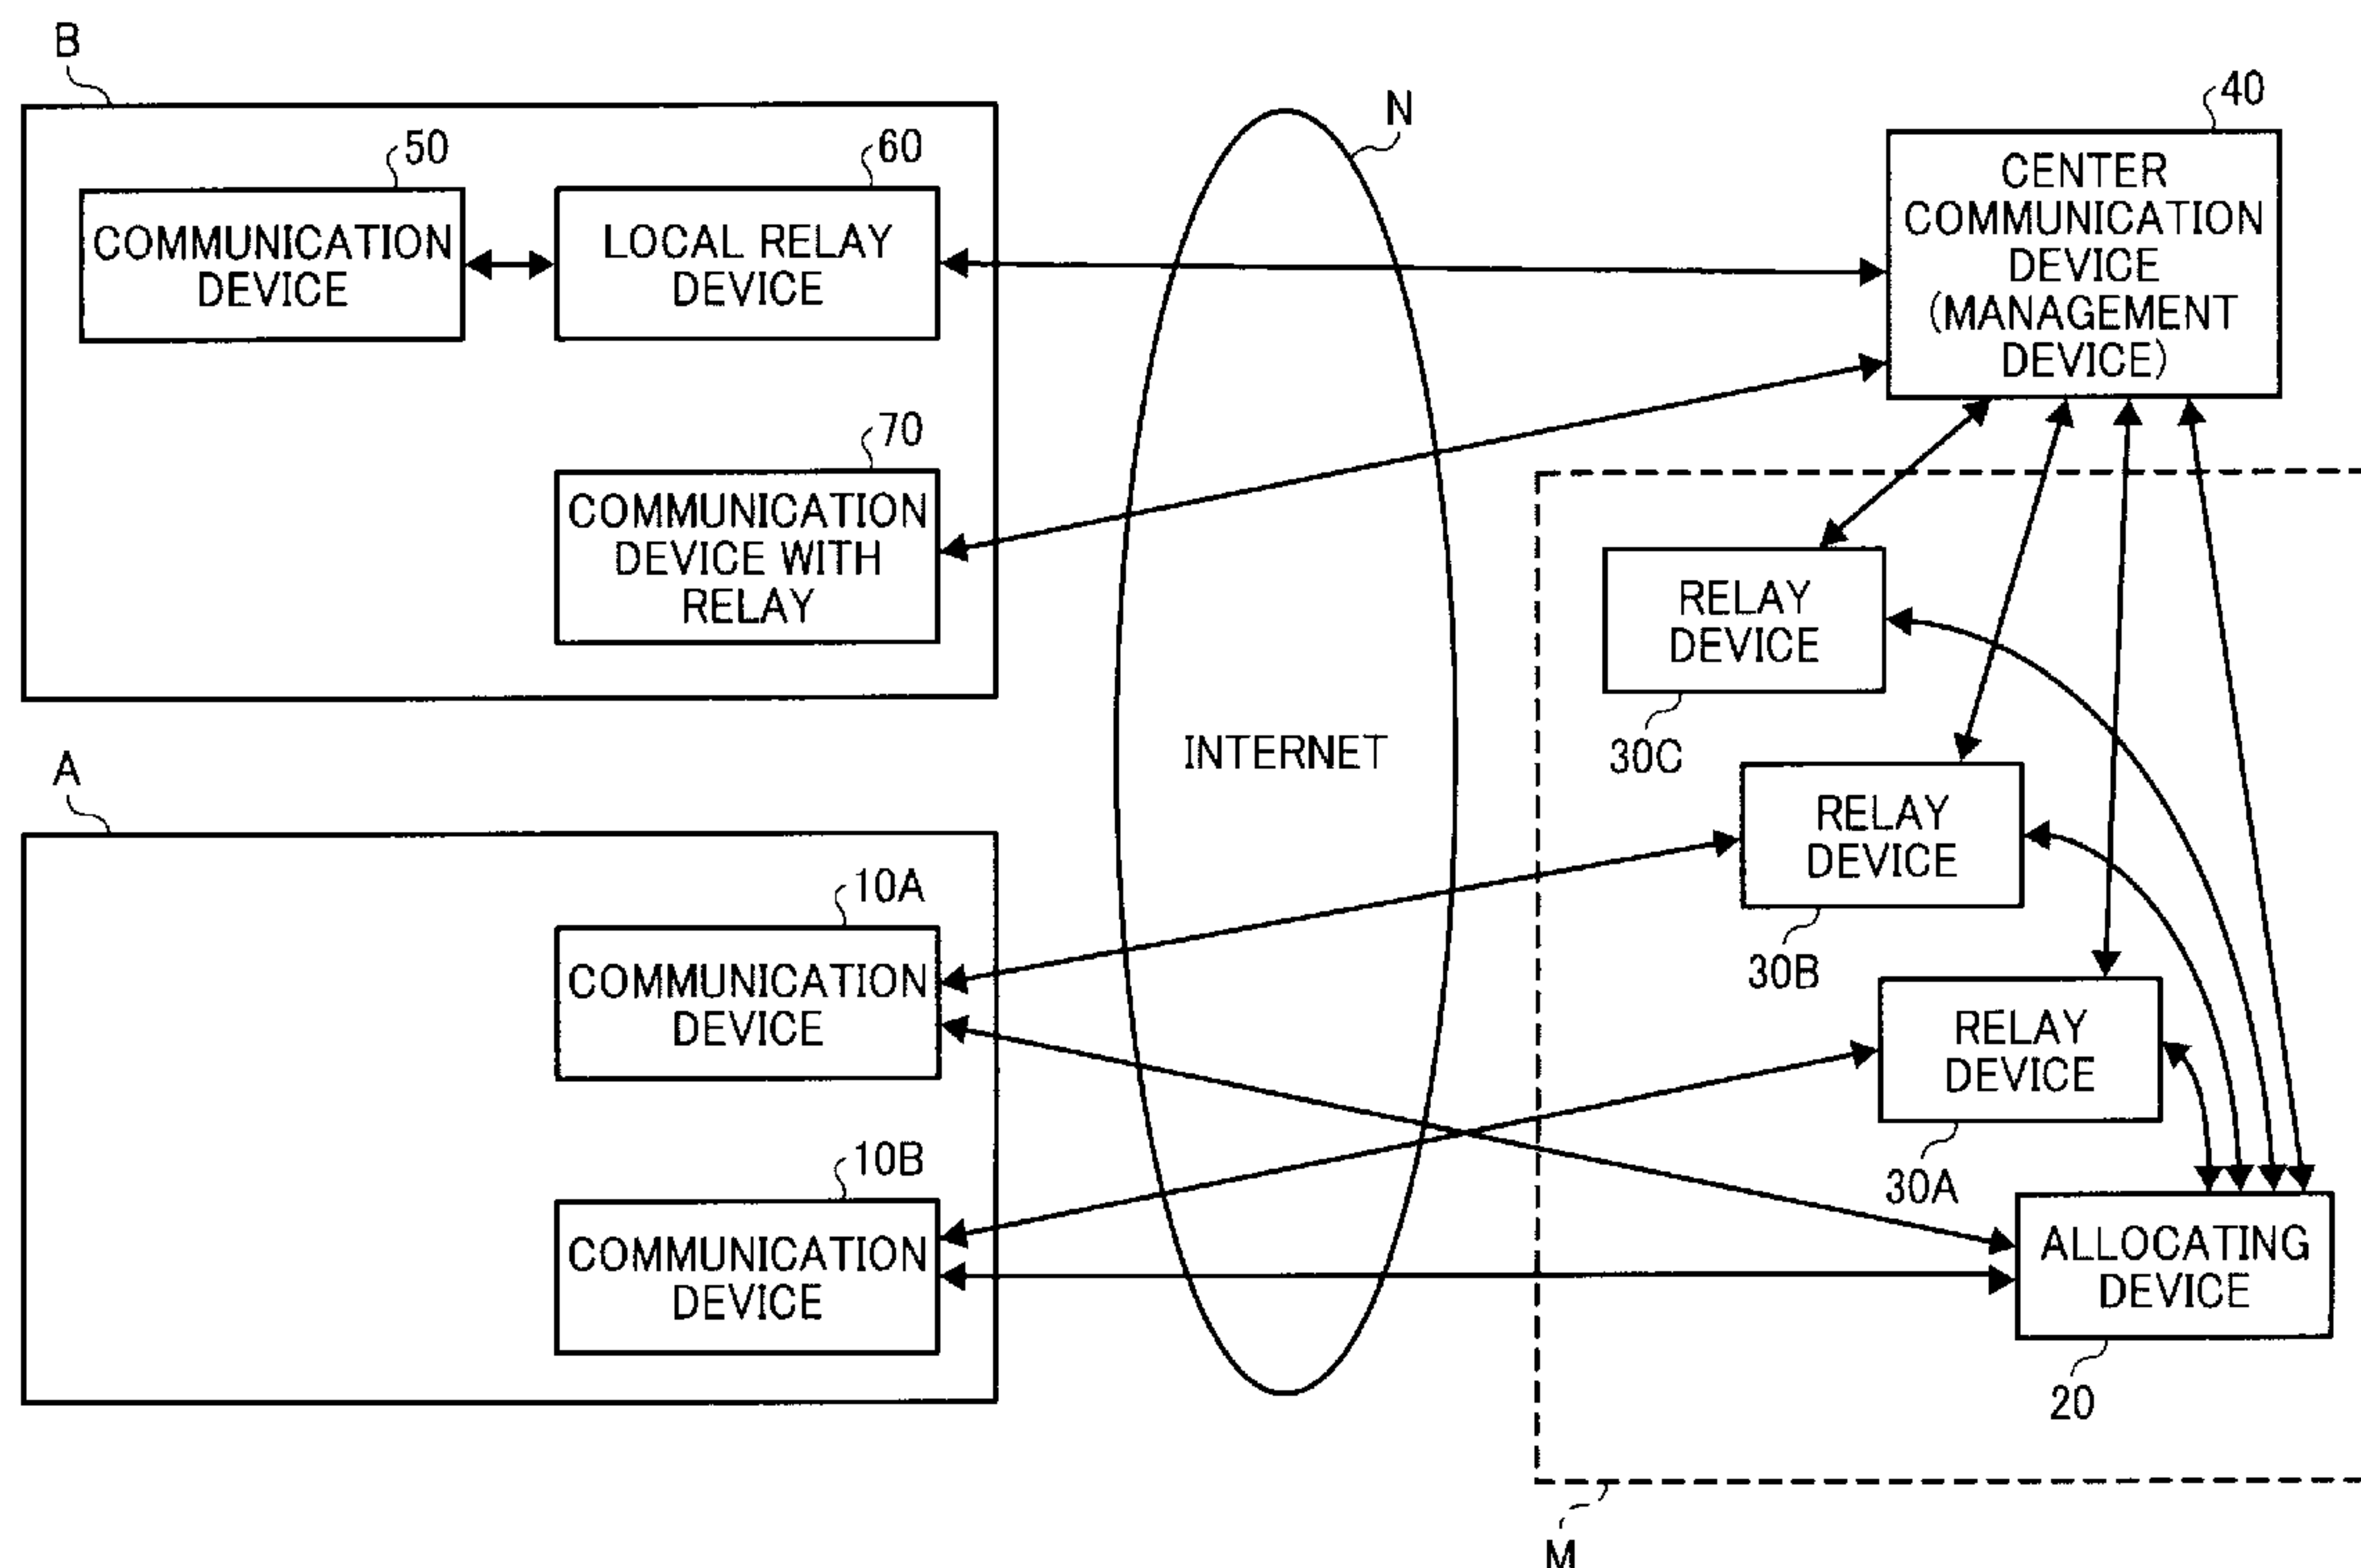 B
50
COMMUNICATION
DEVICE
60
LOCAL RELAY
DEVICE
70
COMMUNICATION
DEVICE WITH
RELAY
A
10A
COMMUNICATION
DEVICE
10B
COMMUNICATION
DEVICE
N
INTERNET
40
CENTER
COMMUNICATION
DEVICE
(MANAGEMENT
DEVICE)
RELAY
DEVICE
30C
RELAY
DEVICE
30B
RELAY
DEVICE
30A
ALLOCATING
DEVICE
20
M